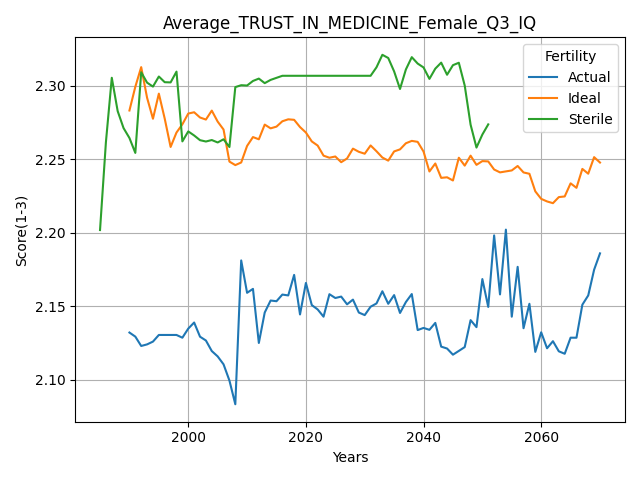 Average_TRUST_IN_MEDICINE_Female_Q3_IQ
Fertility
Actual
Ideal
Sterile
Score(1-3)
2.30
2.25
2.20
2.15
2.10
2000
2020
2040
2060
Years